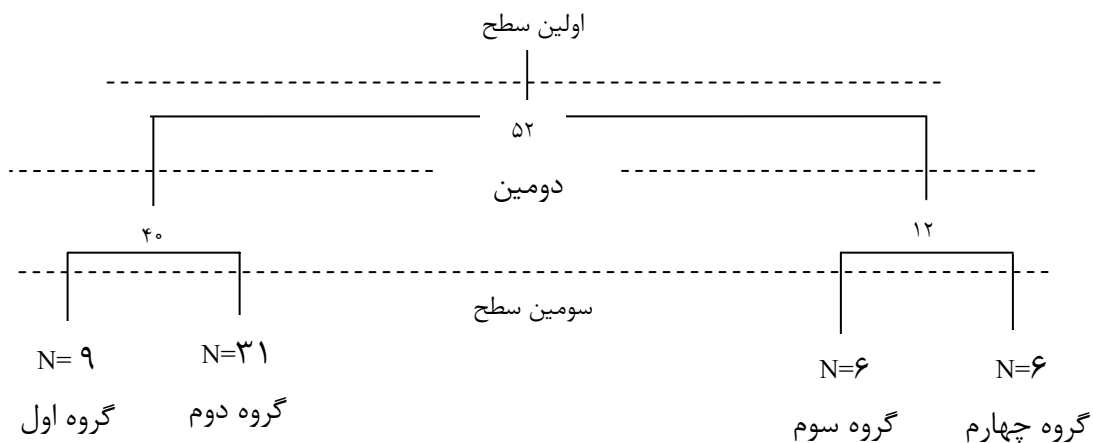 اولین سطح
۵۲
دومین
۴۰
۱۲
سومین سطح
N= ۹
N=۳۱
N=۶
N=۶
گروه اول
گروه دوم
گروه سوم
گروه چهارم